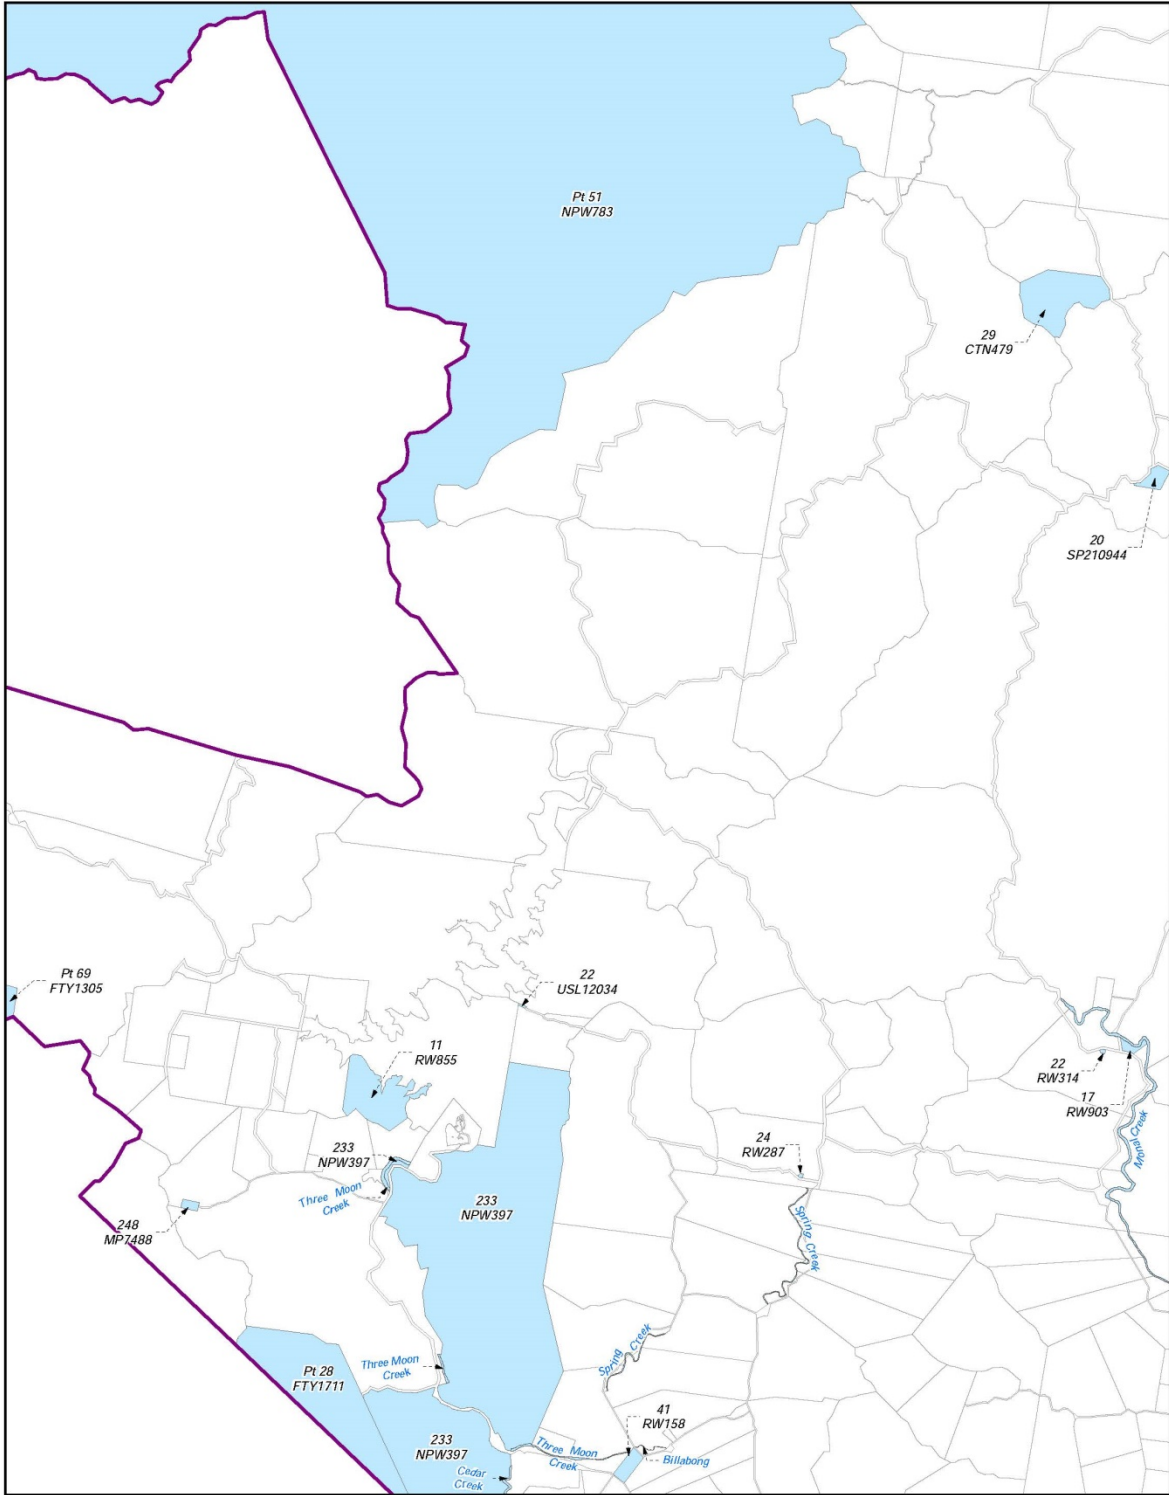 Pt 51
NPW783
29
CTN479
20
SP210944
Pt 69
FTY1305
22
USL12034
11
RW855
22
RW314
17
RW903
Monal Creek
233
NPW397
24
RW287
Three Moon
Creek
233
NPW397
248
MP7488
Spring Creek
Spring Creek
Three Moon
Creek
Pt 28
FTY1711
41
RW158
233
NPW397
Three Moon
Creek
Billabong
Cedar
Creek